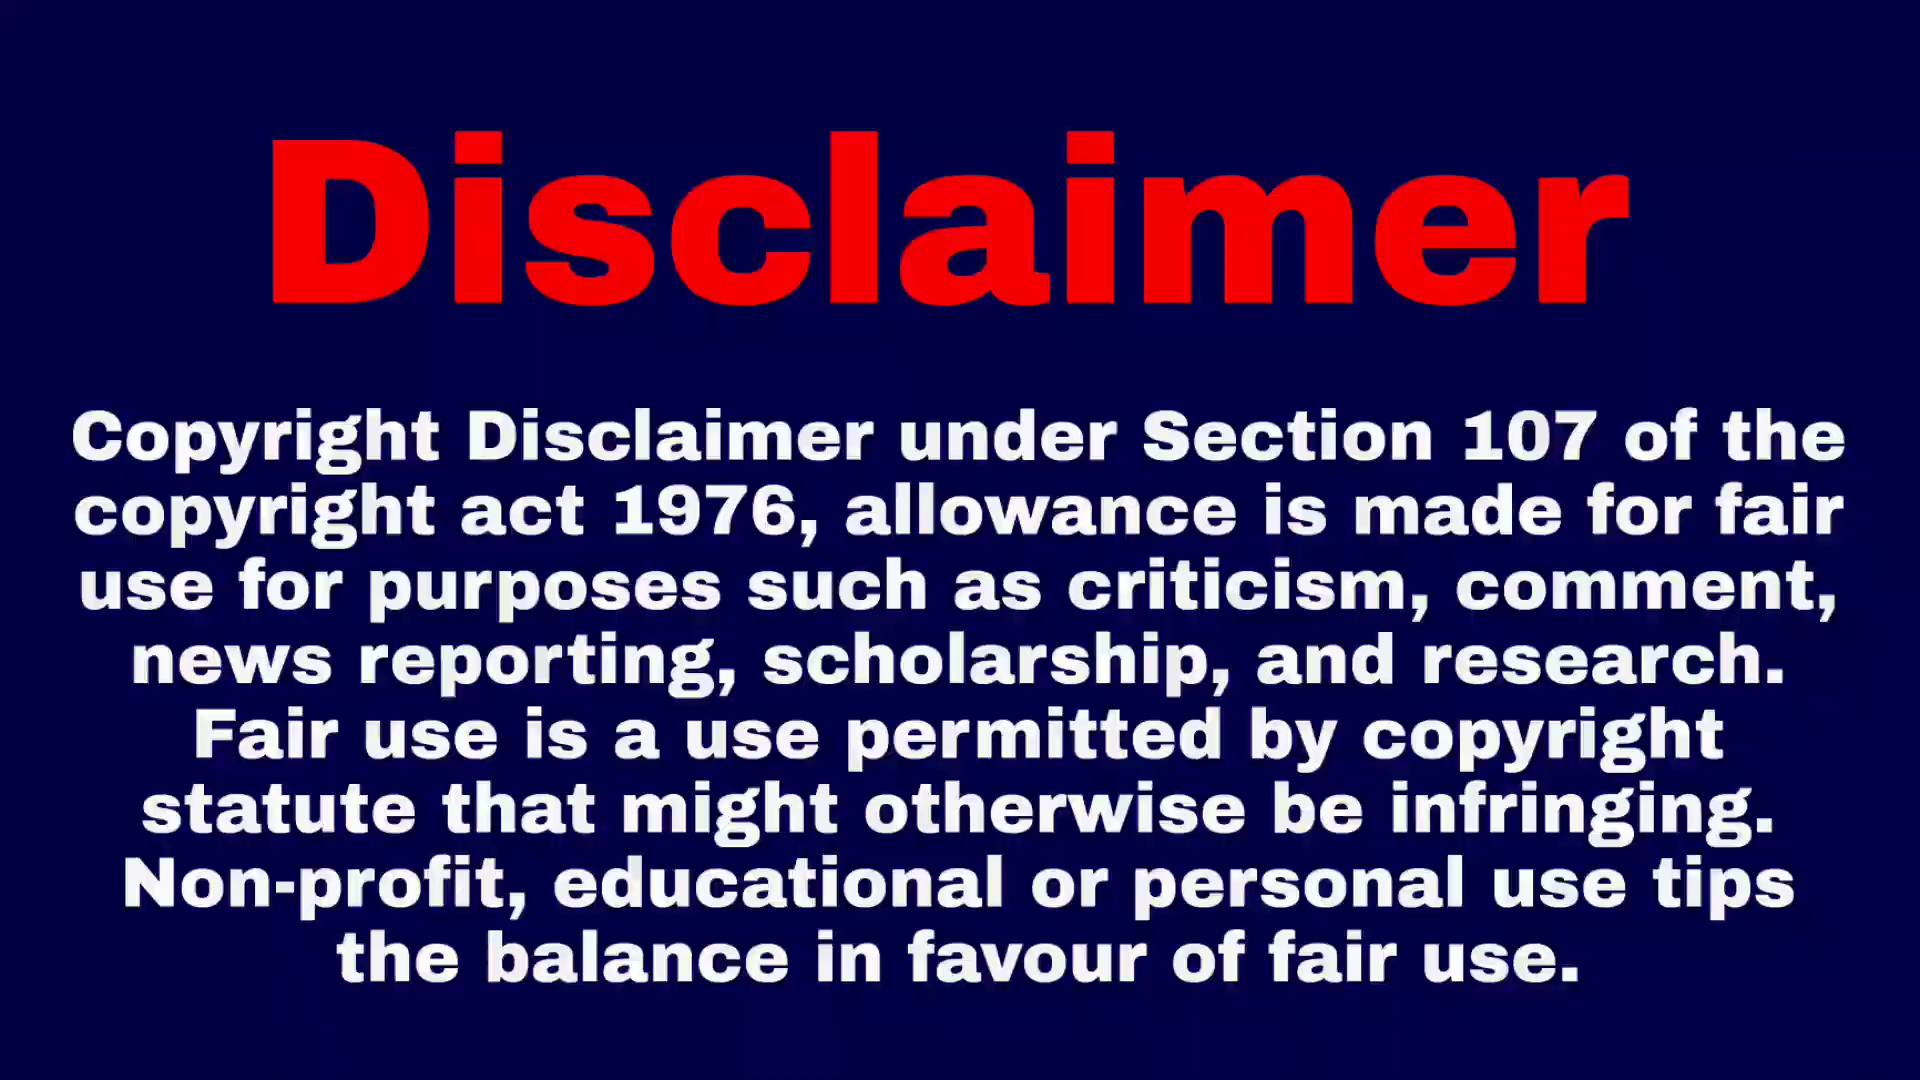 Disclaimer
Copyright Disclaimer under Section 107 of the
copyright act 1976, allowance is made for fair
use for purposes such as criticism, comment,
news reporting, scholarship, and research.
Fair use is a use permitted by copyright
statute that might otherwise be infringing.
Non-profit, educational or personal use tips
the balance in favour of fair use.